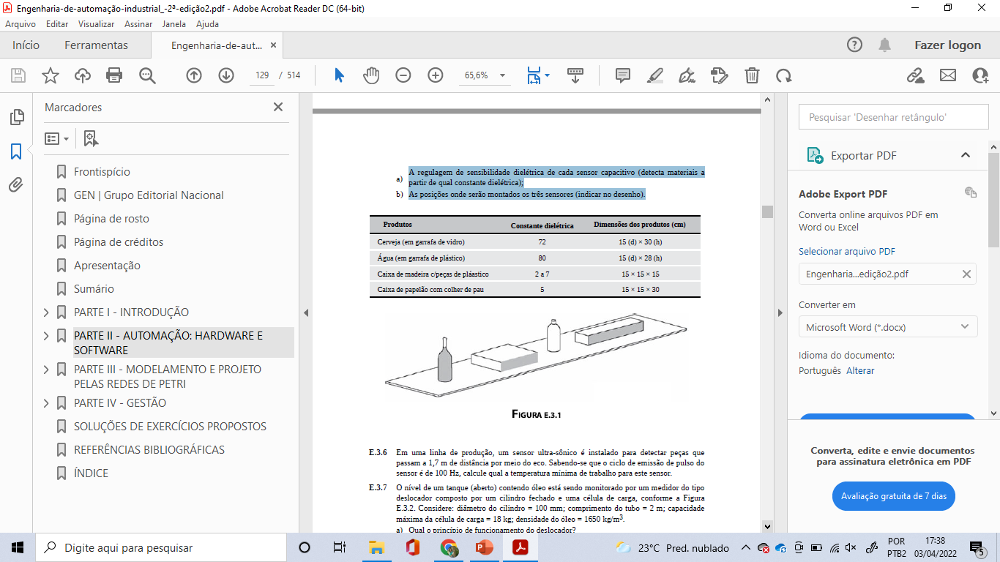 Engenharia-de-automação-industrial_-2ª-edição2.pdf - Adobe Acrobat Reader DC (64-bit)
Arquivo Editar Visualizar Assinar Janela Ajuda
Início Ferramentas Engenharia-de-aut... Fazer logon
129 / 514 65,6%
Marcadores
Frontispício
GEN | Grupo Editorial Nacional
Página de rosto
Página de créditos
Apresentação
Sumário
PARTE I - INTRODUÇÃO
PARTE II - AUTOMAÇÃO: HARDWARE E
SOFTWARE
PARTE III - MODELAMENTO E PROJETO
PELAS REDES DE PETRI
PARTE IV - GESTÃO
SOLUÇÕES DE EXERCÍCIOS PROPOSTOS
REFERÊNCIAS BIBLIOGRÁFICAS
ÍNDICE
a) A regulagem de sensibilidade dielétrica de cada sensor capacitivo (detecta materiais a
partir de qual constante dielétrica);
b) As posições onde serão montados os três sensores (indicar no desenho).
Produtos Constante dielétrica Dimensões dos produtos (cm)
Cerveja (em garrafa de vidro) 72 15 (d) × 30 (h)
Água (em garrafa de plástico) 80 15 (d) × 28 (h)
Caixa de madeira c/peças de pláastico 2 a 7 15 × 15 × 15
Caixa de papelão com colher de pau 5 15 × 15 × 30
FIGURA E.3.1
E.3.6 Em uma linha de produção, um sensor ultra-sônico é instalado para detectar peças que
passam a 1,7 m de distância por meio do eco. Sabendo-se que o ciclo de emissão de pulso do
sensor é de 100 Hz, calcule qual a temperatura mínima de trabalho para este sensor.
E.3.7 O nível de um tanque (aberto) contendo óleo está sendo monitorado por um medidor do tipo
deslocador composto por um cilindro fechado e uma célula de carga, conforme a Figura
E.3.2. Considere: diâmetro do cilindro = 100 mm; comprimento do tubo = 2 m; capacidade
máxima da célula de carga = 18 kg; densidade do óleo = 1650 kg/m³.
a) Qual o princípio de funcionamento do deslocador?
Pesquisar 'Desenhar retângulo'
Exportar PDF
Adobe Export PDF
Converta online arquivos PDF em
Word ou Excel
Selecionar arquivo PDF
Engenharia...edição2.pdf
Converter em
Microsoft Word (*.docx)
Idioma do documento:
Português Alterar
Converta, edite e envie documentos
para assinatura eletrônica em PDF
Avaliação gratuita de 7 dias
Digite aqui para pesquisar
23°C Pred. nublado
POR
PTB2
17:38
03/04/2022
5